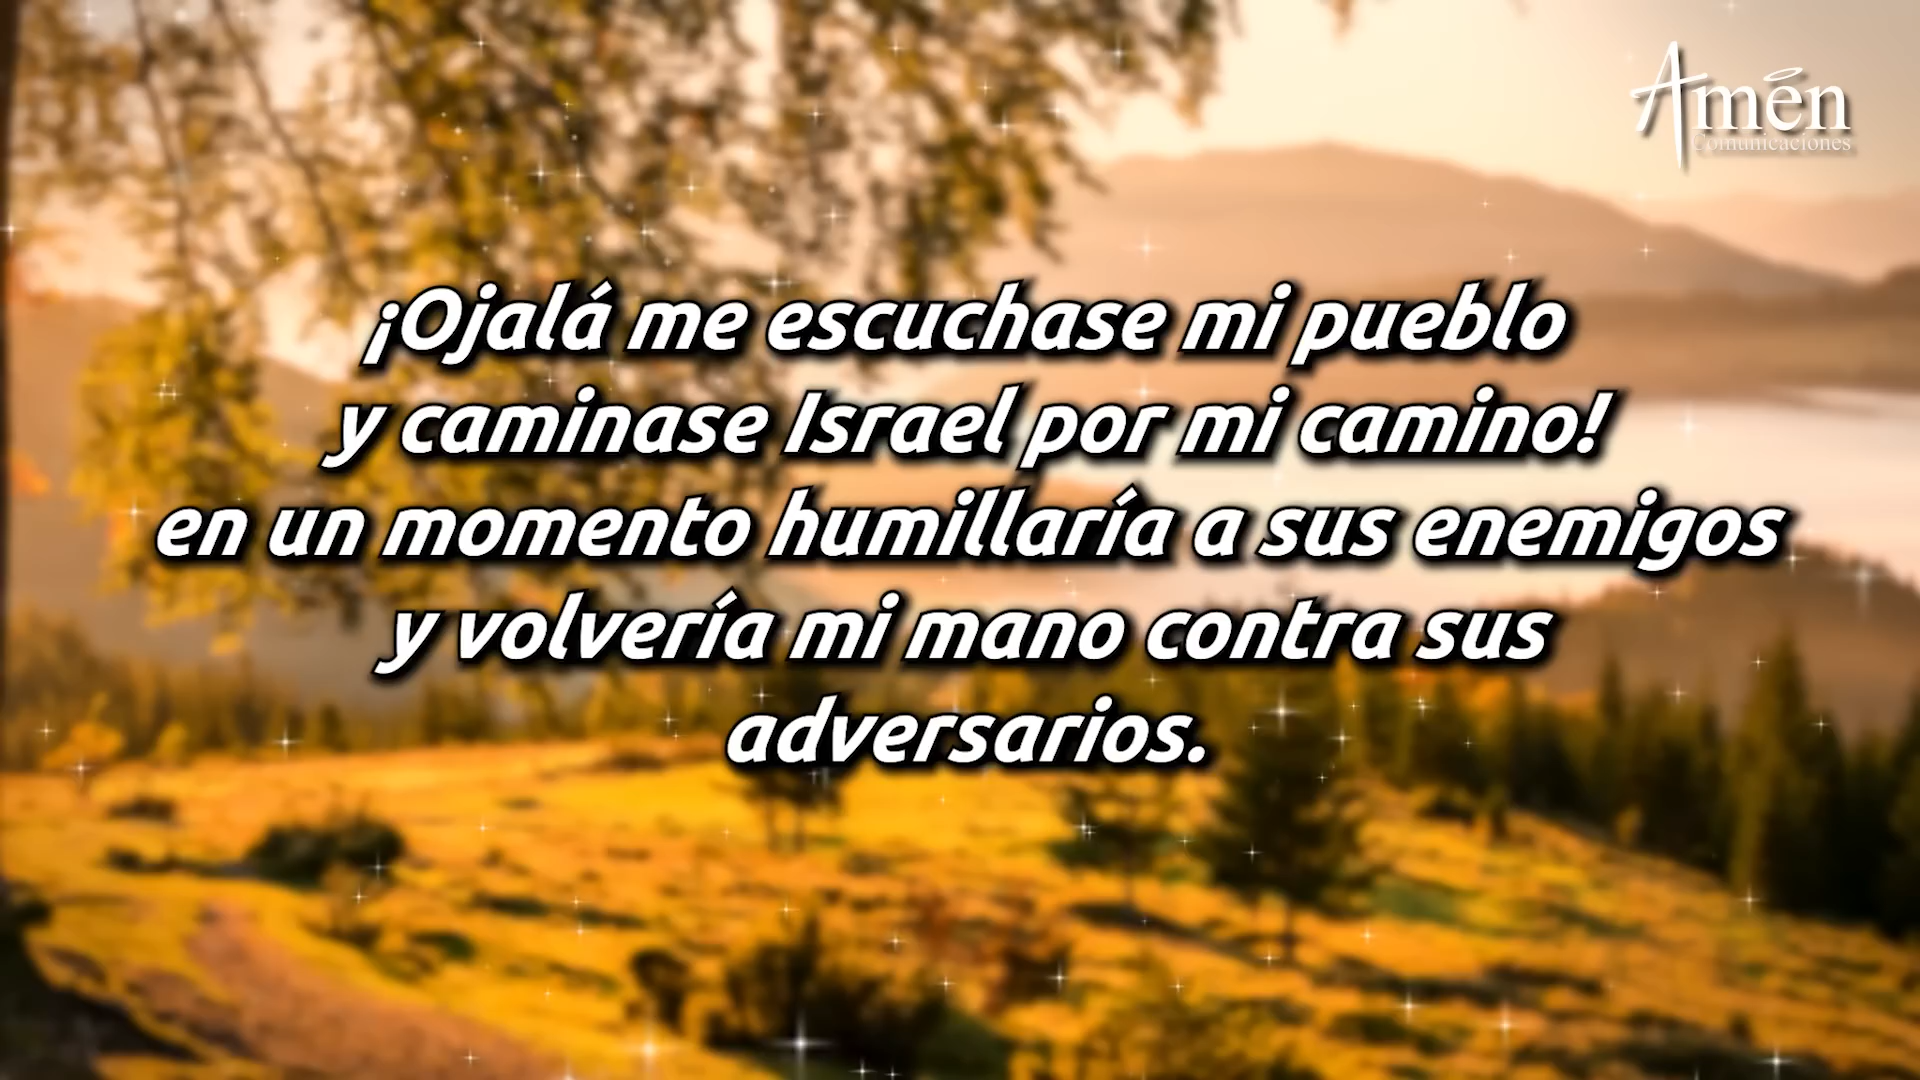 Amén
Comunicaciones
¡Ojalá me escuchase mi pueblo
y caminase Israel por mi camino!
en un momento humillaría a sus enemigos
y volvería mi mano contra sus
adversarios.